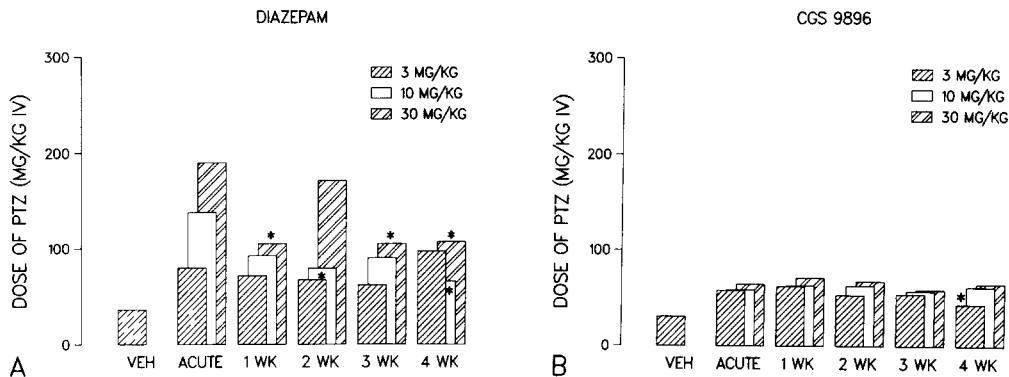 DIAZEPAM
300
200
100
0
DOSE OF PTZ (MG/KG IV)
3 MG/KG
10 MG/KG
30 MG/KG
*
*
*
*
*
VEH ACUTE 1 WK 2 WK 3 WK 4 WK
A
CGS 9896
300
200
100
0
DOSE OF PTZ (MG/KG IV)
3 MG/KG
10 MG/KG
30 MG/KG
*
VEH ACUTE 1 WK 2 WK 3 WK 4 WK
B